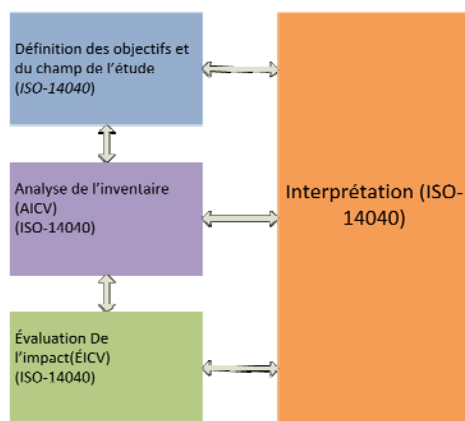 Définition des objectifs et
du champ de l'étude
(ISO-14040)
Analyse de l'inventaire
(AICV)
(ISO-14040)
Évaluation De
l'impact(ÉICV)
(ISO-14040)
Interprétation (ISO-
14040)